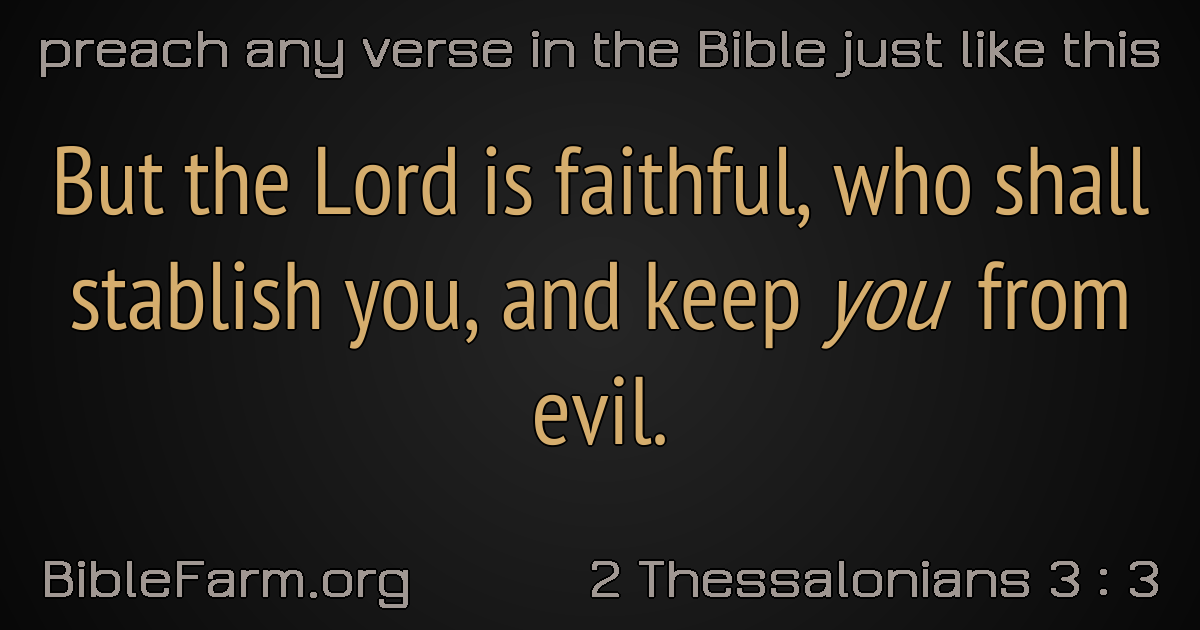 preach any verse in the Bible just like this
But the Lord is faithful, who shall
stablish you, and keep you from
evil.
BibleFarm.org
2 Thessalonians 3 : 3